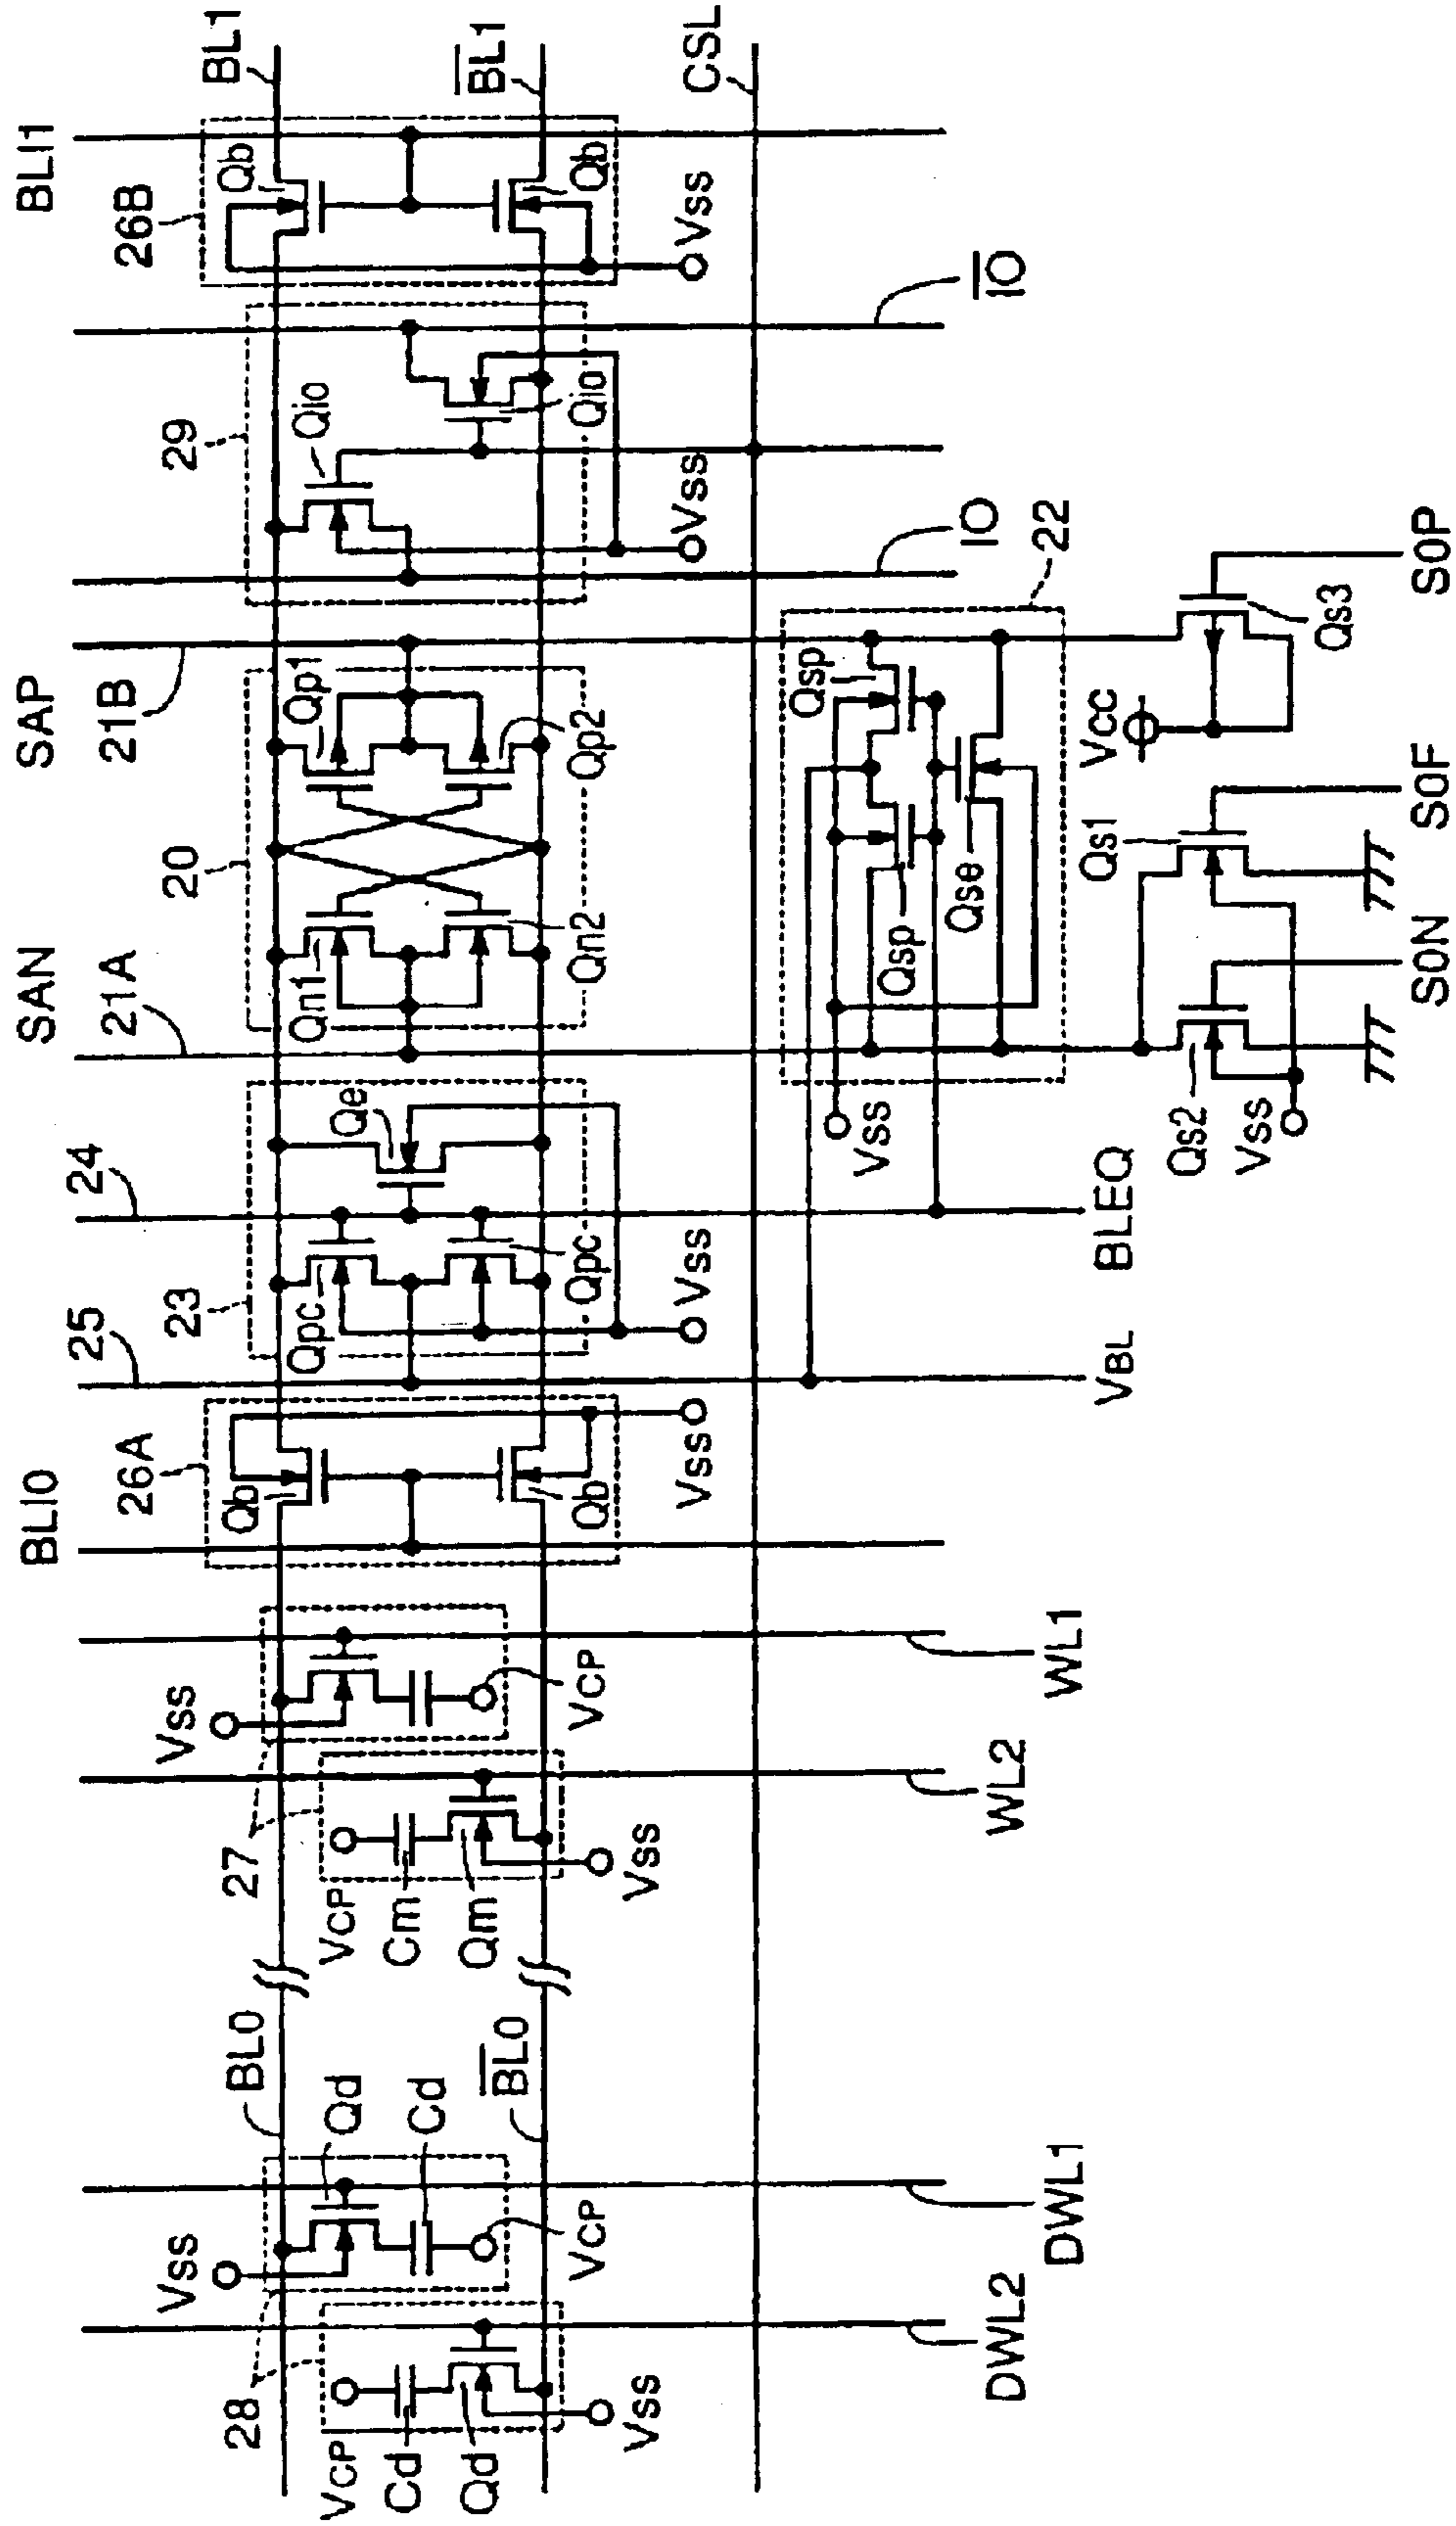 BLI0
SAN
SAP
BLI1
25
24
21A
21B
26A
23
20
29
26B
Vss
Vss
27
28
BL0
Qd
Cd
VCP
VCP
Cd
Qd
Vss
BL0
VCP
Cm
Qm
Vss
VCP
Qb
Qb
Vss
Qpc
Qpc
Qe
Vss
Qn1
Qn2
Qp1
Qp2
Qio
Qio
Vss
Qb
Qb
Vss
BL1
BL1
CSL
IO
IO
22
Qsp
Qsp
Qse
Vss
DWL2
DWL1
WL2
WL1
VBL
BLEQ
Qs2
Vss
Qs1
Vcc
Qs3
S0N
S0F
S0P